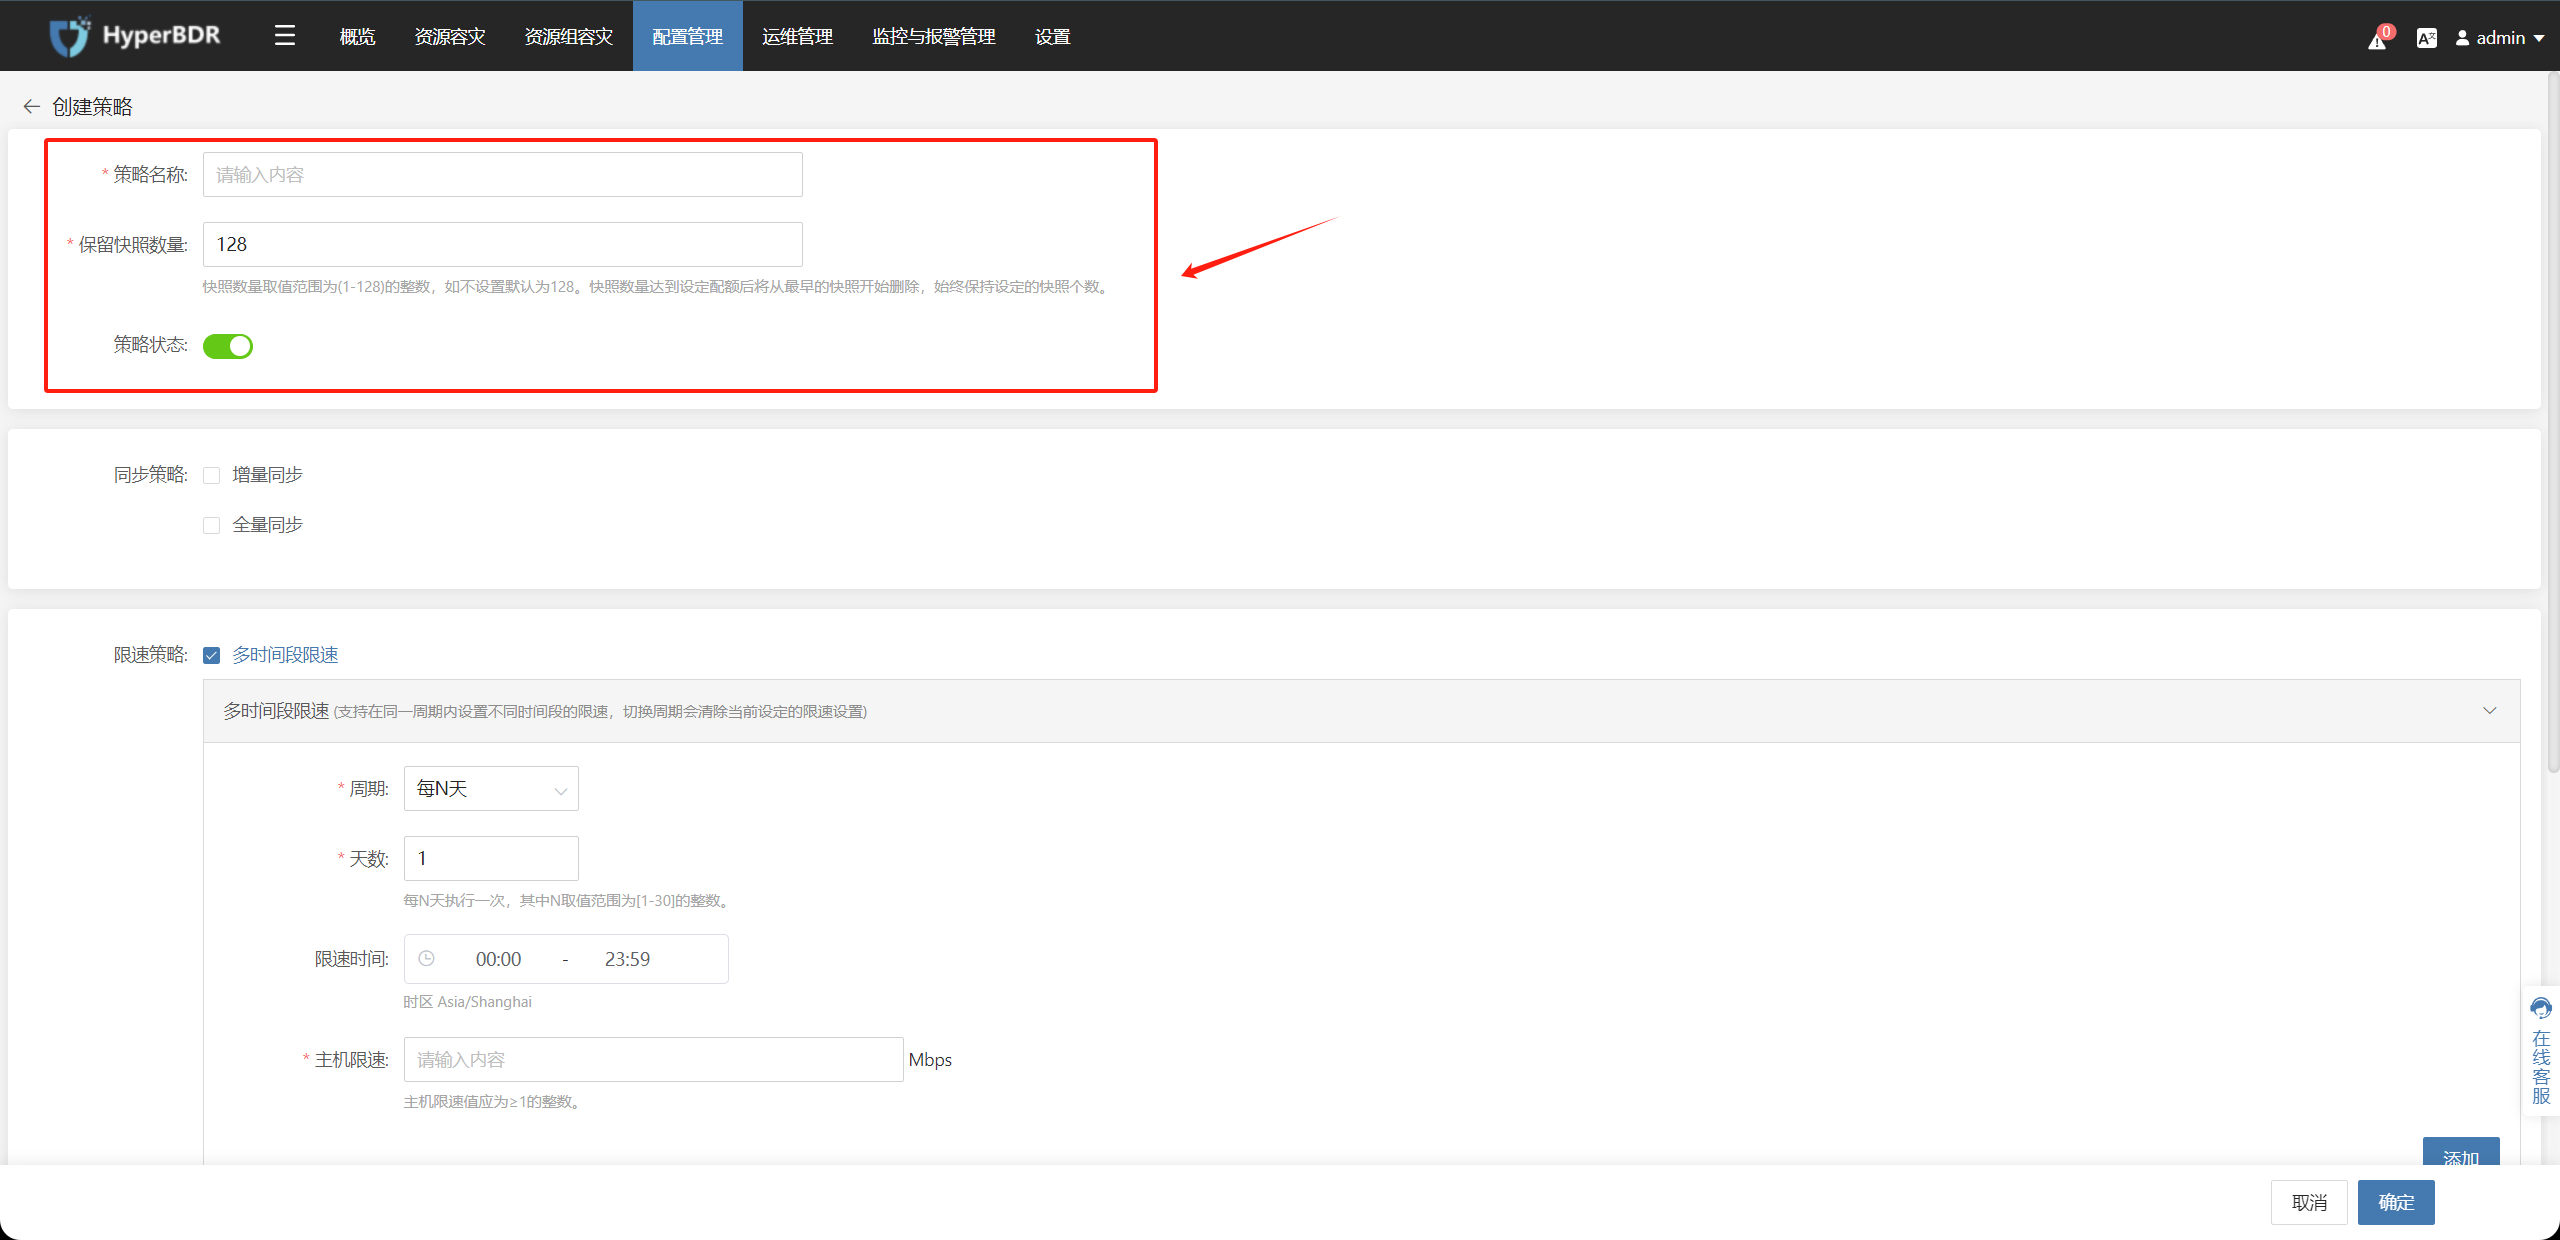 HyperBDR
概览 资源容灾 资源组容灾 配置管理 运维管理 监控与报警管理 设置
0 admin
创建策略
* 策略名称: 请输入内容
* 保留快照数量: 128
快照数量取值范围为(1-128)的整数，如不设置默认为128。快照数量达到设定配额后将从最早的快照开始删除，始终保持设定的快照个数。
策略状态:
同步策略: 增量同步
全量同步
限速策略: 多时间段限速
多时间段限速 (支持在同一周期内设置不同时间段的限速，切换周期会清除当前设定的限速设置)
* 周期: 每N天
* 天数: 1
每N天执行一次，其中N取值范围为[1-30]的整数。
限速时间: 00:00 - 23:59
时区 Asia/Shanghai
* 主机限速: 请输入内容 Mbps
主机限速值应为≥1的整数。
在线客服
添加
取消 确定